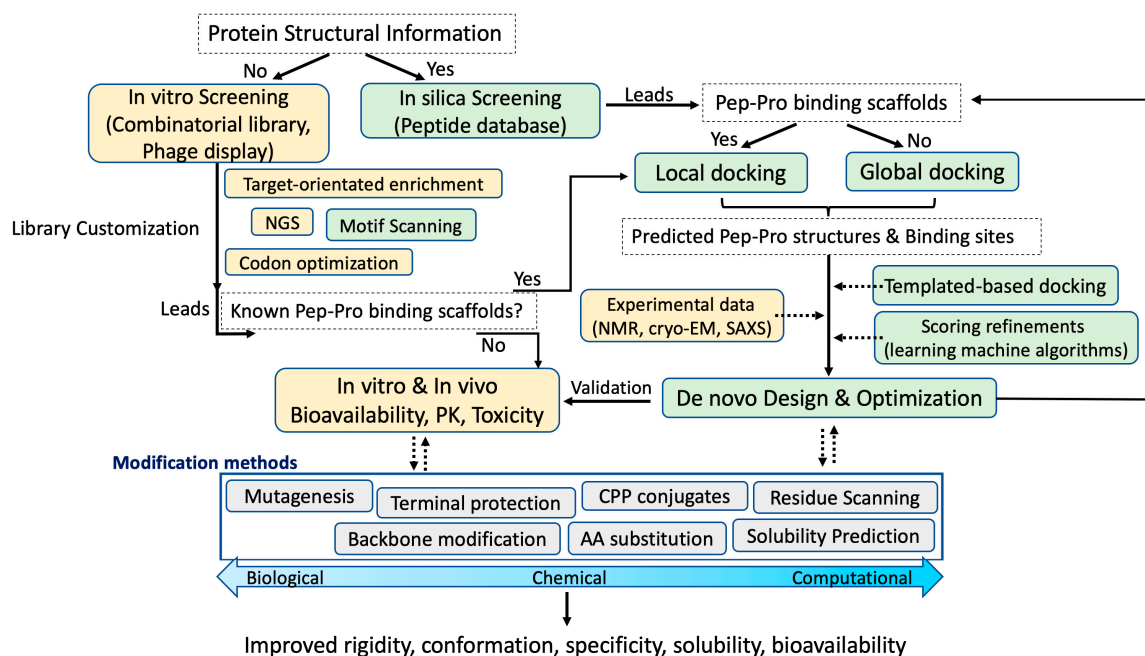 Protein Structural Information
No
Yes
In vitro Screening
(Combinatorial library,
Phage display)
In silica Screening
(Peptide database)
Leads
Pep-Pro binding scaffolds
Yes
No
Local docking
Global docking
Target-orientated enrichment
NGS
Motif Scanning
Library Customization
Codon optimization
Predicted Pep-Pro structures & Binding sites
Yes
Leads
Known Pep-Pro binding scaffolds?
No
Experimental data
(NMR, cryo-EM, SAXS)
Templated-based docking
Scoring refinements
(learning machine algorithms)
In vitro & In vivo
Bioavailability, PK, Toxicity
Validation
De novo Design & Optimization
Modification methods
Mutagenesis
Terminal protection
CPP conjugates
Residue Scanning
Backbone modification
AA substitution
Solubility Prediction
Biological
Chemical
Computational
Improved rigidity, conformation, specificity, solubility, bioavailability